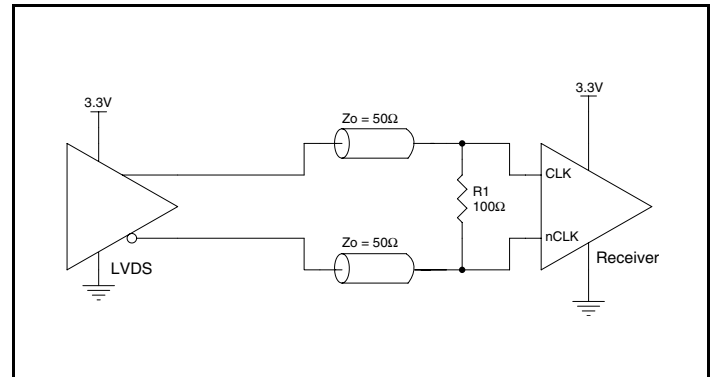 3.3V
3.3V
Zo = 50Ω
CLK
R1
100Ω
Zo = 50Ω
nCLK
LVDS
Receiver